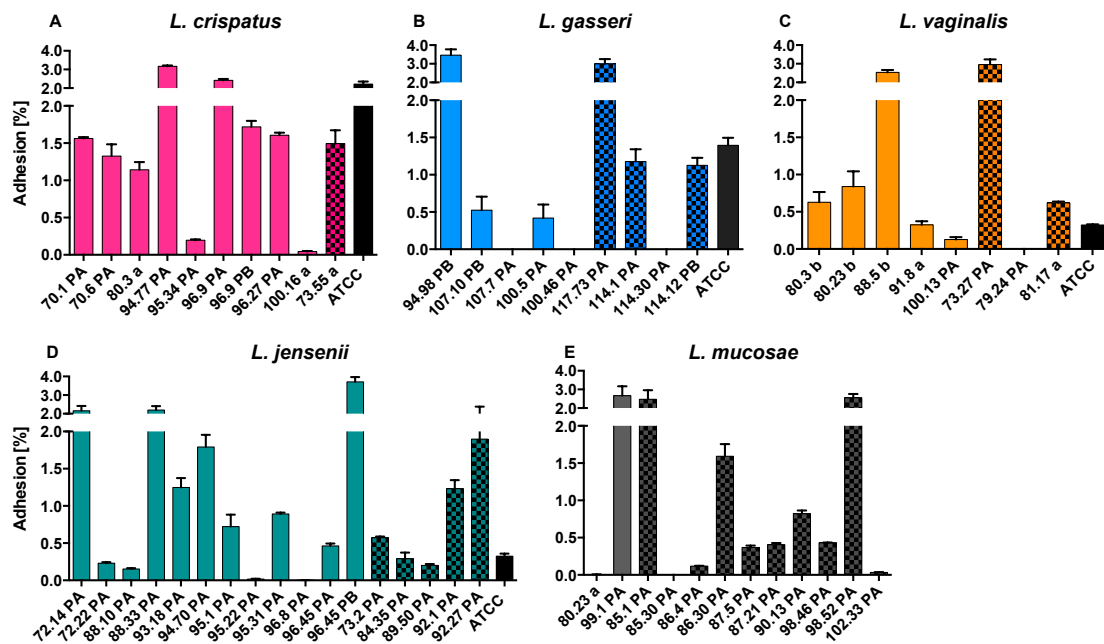 A L. crispatus
Adhesion [%]
4.0
3.0
2.0
2.0
1.5
1.0
0.5
0.0
70.1 PA
70.6 PA
80.3 a
94.77 PA
95.34 PA
96.9 PA
96.9 PB
96.27 PA
100.16 a
73.55 a
ATCC
B L. gasseri
4.0
3.0
2.0
2.0
1.5
1.0
0.5
0.0
94.98 PB
107.10 PB
107.7 PA
100.5 PA
100.46 PA
117.73 PA
114.1 PA
114.30 PA
114.12 PB
ATCC
C L. vaginalis
4.0
3.0
2.0
2.0
1.5
1.0
0.5
0.0
80.3 b
80.23 b
88.5 b
91.8 a
100.13 PA
73.27 PA
79.24 PA
81.17 a
ATCC
D L. jensenii
Adhesion [%]
4.0
3.0
2.0
2.0
1.5
1.0
0.5
0.0
72.14 PA
72.22 PA
88.10 PA
88.33 PA
93.18 PA
94.70 PA
95.1 PA
95.22 PA
95.31 PA
96.8 PA
96.45 PA
96.45 PB
73.2 PA
84.35 PA
89.50 PA
92.1 PA
92.27 PA
ATCC
E L. mucosae
4.0
3.0
2.0
2.0
1.5
1.0
0.5
0.0
80.23 a
99.1 PA
85.1 PA
85.30 PA
86.4 PA
86.30 PA
87.5 PA
87.21 PA
90.13 PA
98.46 PA
98.52 PA
102.33 PA